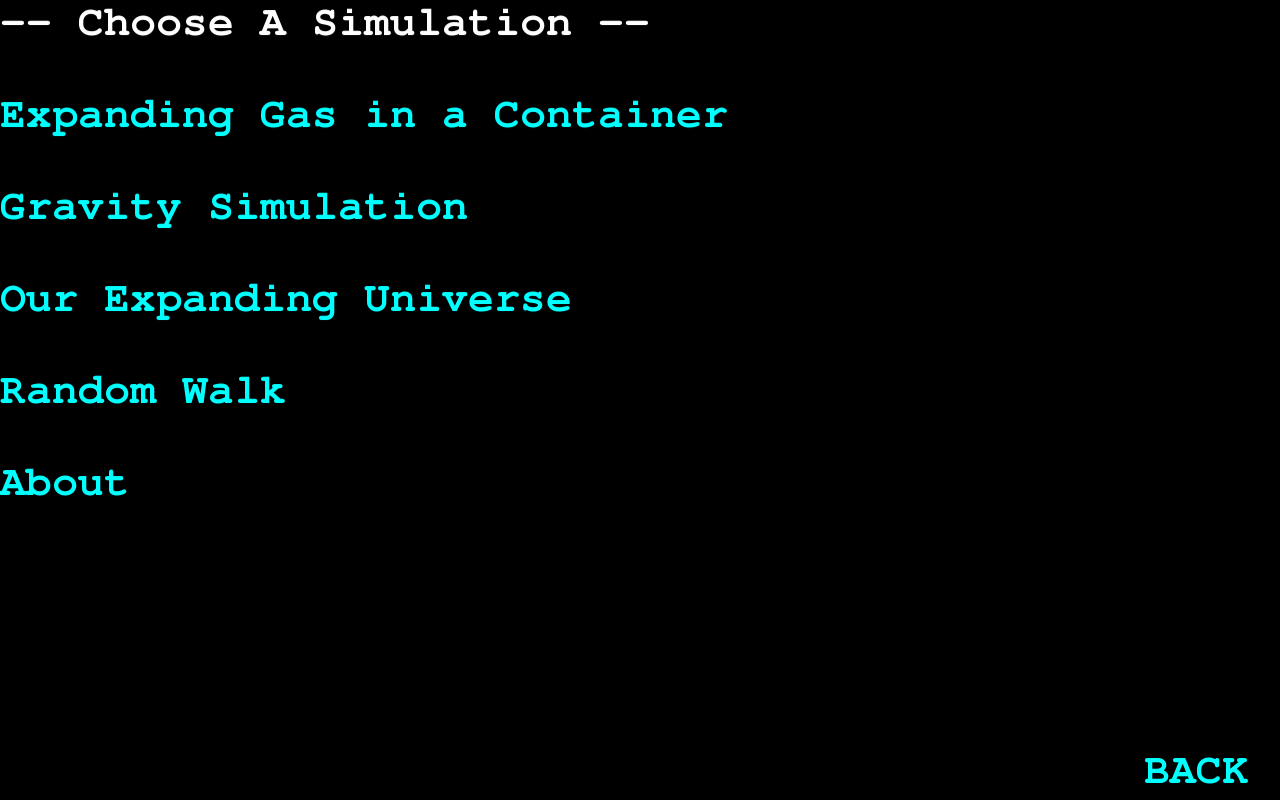 -- Choose A Simulation --
Expanding Gas in a Container
Gravity Simulation
Our Expanding Universe
Random Walk
About
BACK